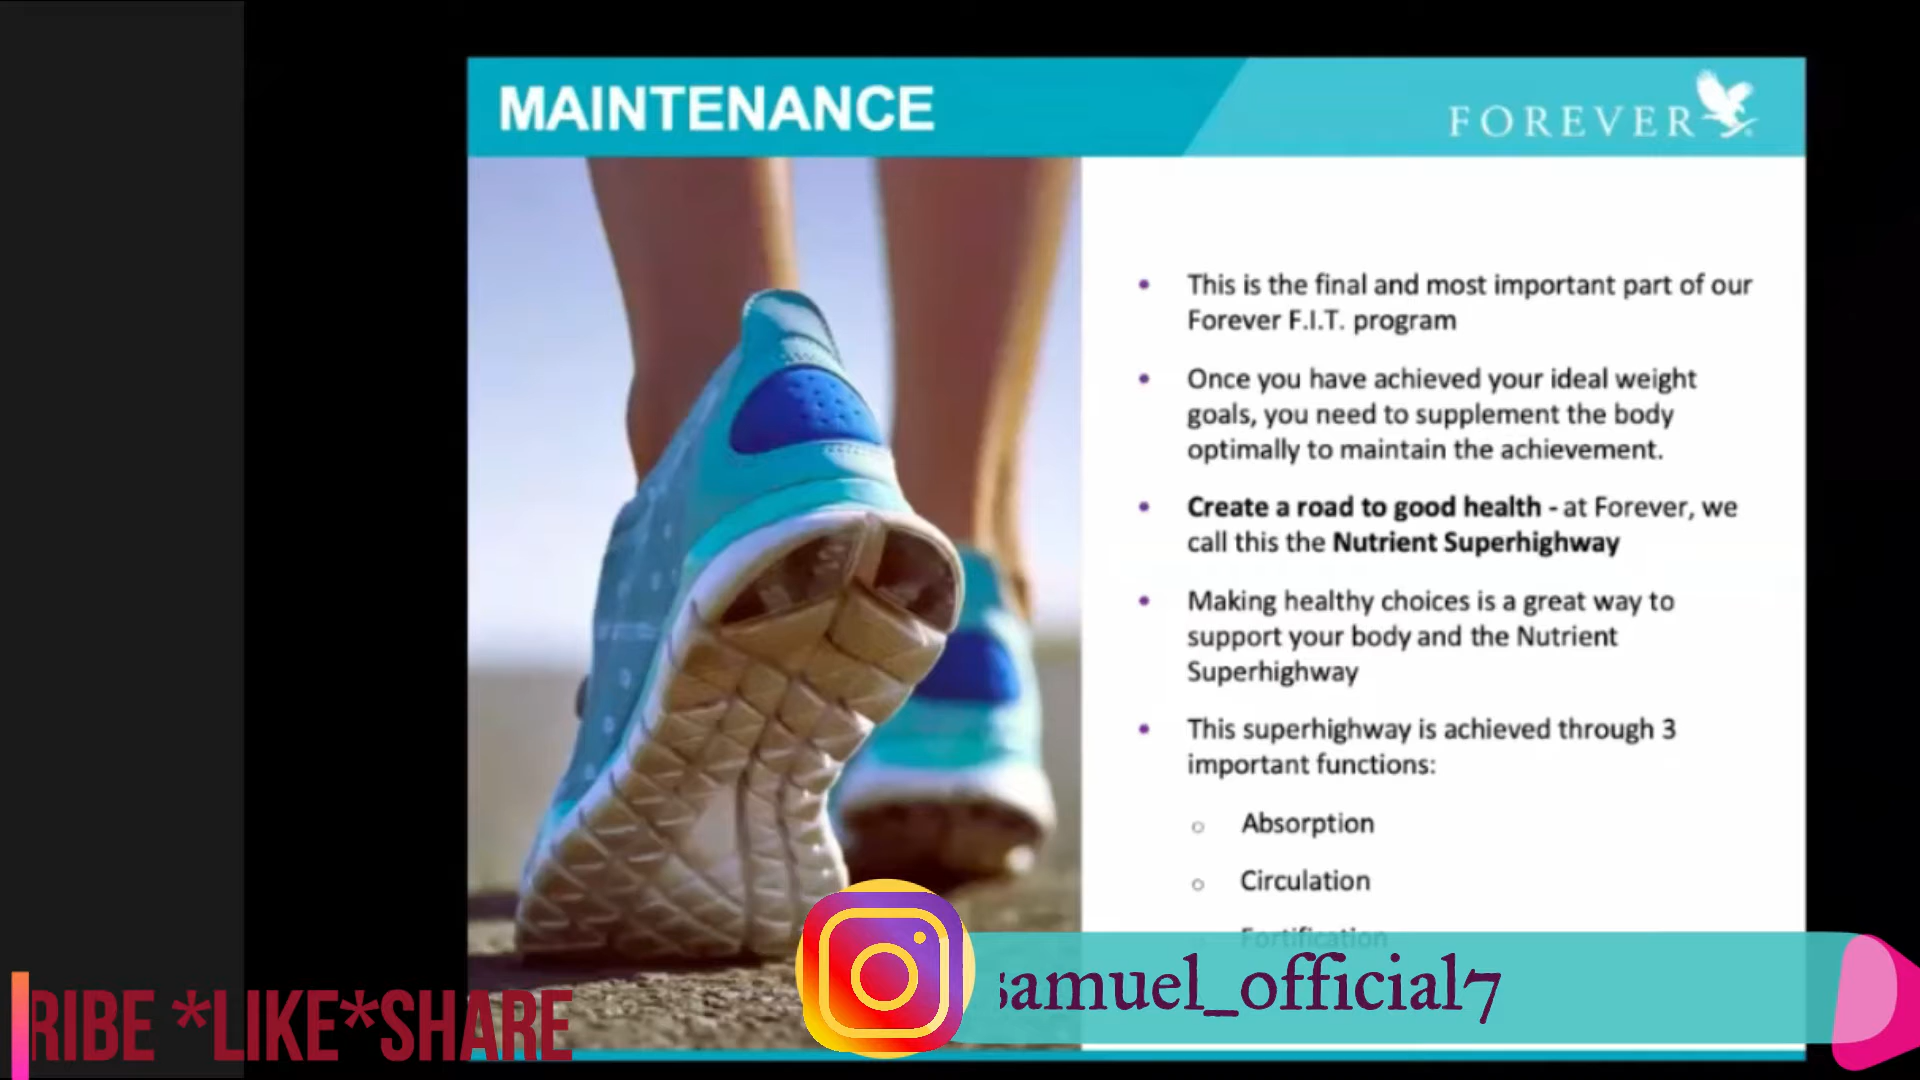 MAINTENANCE
FOREVER
• This is the final and most important part of our
Forever F.I.T. program
• Once you have achieved your ideal weight
goals, you need to supplement the body
optimally to maintain the achievement.
• Create a road to good health - at Forever, we
call this the Nutrient Superhighway
• Making healthy choices is a great way to
support your body and the Nutrient
Superhighway
• This superhighway is achieved through 3
important functions:
o Absorption
o Circulation
Fortification
samuel_official7
RIBE *LIKE*SHARE